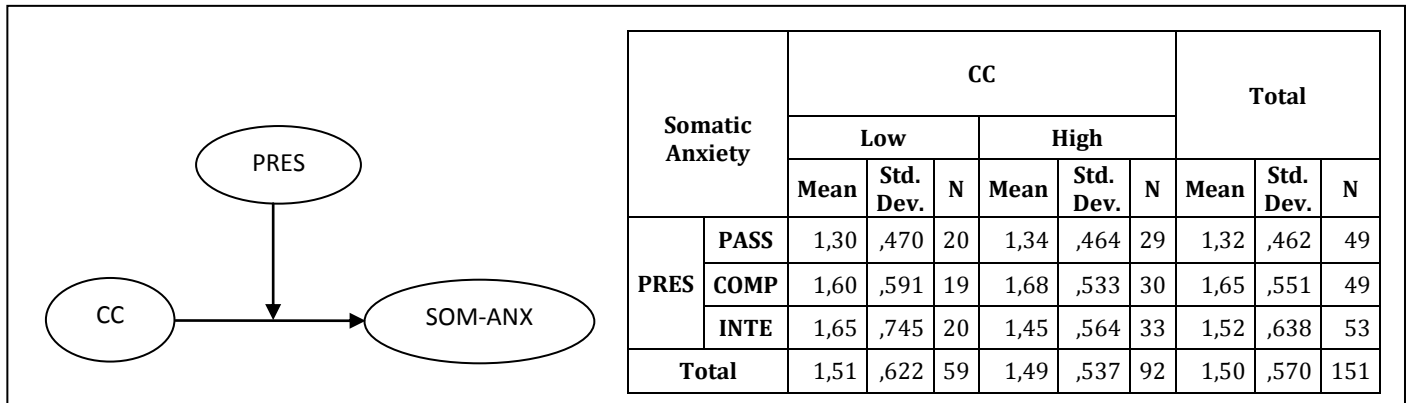 PRES
CC
SOM-ANX
Somatic Anxiety CC Total
Low High
Mean Std. Dev. N Mean Std. Dev. N Mean Std. Dev. N
PRES PASS 1,30 ,470 20 1,34 ,464 29 1,32 ,462 49
COMP 1,60 ,591 19 1,68 ,533 30 1,65 ,551 49
INTE 1,65 ,745 20 1,45 ,564 33 1,52 ,638 53
Total 1,51 ,622 59 1,49 ,537 92 1,50 ,570 151